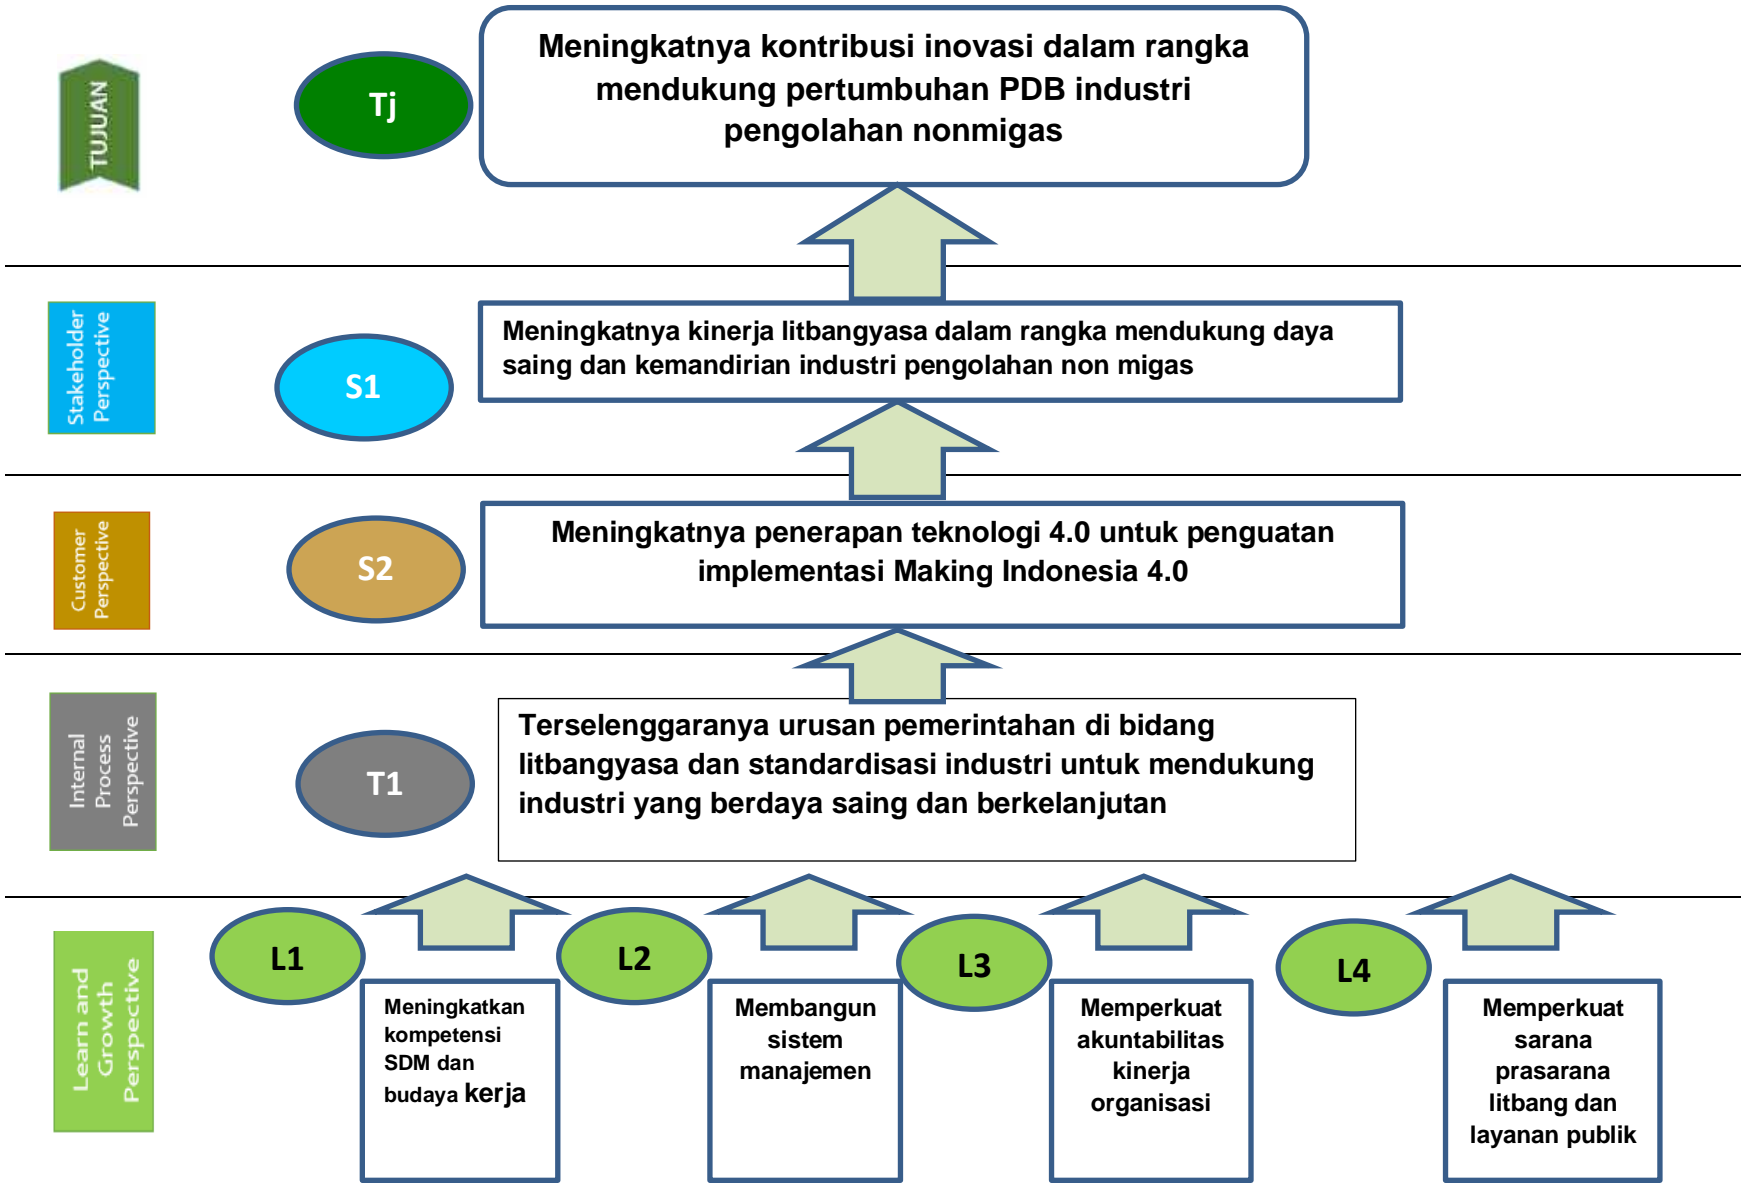 TUJUAN
Tj
Meningkatnya kontribusi inovasi dalam rangka
mendukung pertumbuhan PDB industri
pengolahan nonmigas
Stakeholder
Perspective
S1
Meningkatnya kinerja litbangyasa dalam rangka mendukung daya
saing dan kemandirian industri pengolahan non migas
Customer
Perspective
S2
Meningkatnya penerapan teknologi 4.0 untuk penguatan
implementasi Making Indonesia 4.0
Internal
Process
Perspective
T1
Terselenggaranya urusan pemerintahan di bidang
litbangyasa dan standardisasi industri untuk mendukung
industri yang berdaya saing dan berkelanjutan
Learn and
Growth
Perspective
L1
Meningkatkan
kompetensi
SDM dan
budaya kerja
L2
Membangun
sistem
manajemen
L3
Memperkuat
akuntabilitas
kinerja
organisasi
L4
Memperkuat
sarana
prasarana
litbang dan
layanan publik